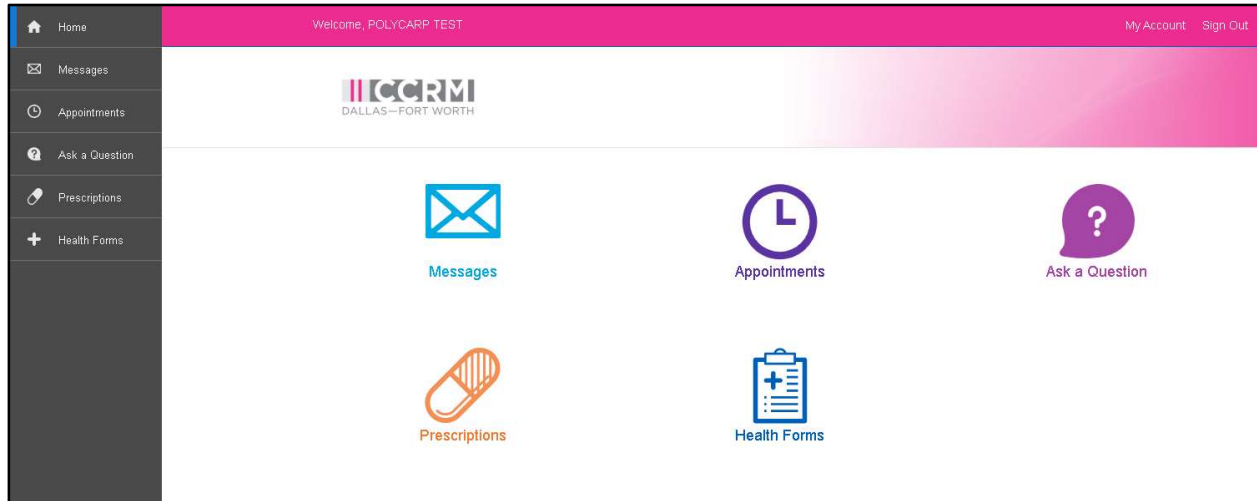 Home
Welcome, POLYCARP TEST
My Account Sign Out
Messages
Appointments
Ask a Question
Prescriptions
Health Forms
CCRM
DALLAS—FORT WORTH
Messages
Appointments
Ask a Question
Prescriptions
Health Forms